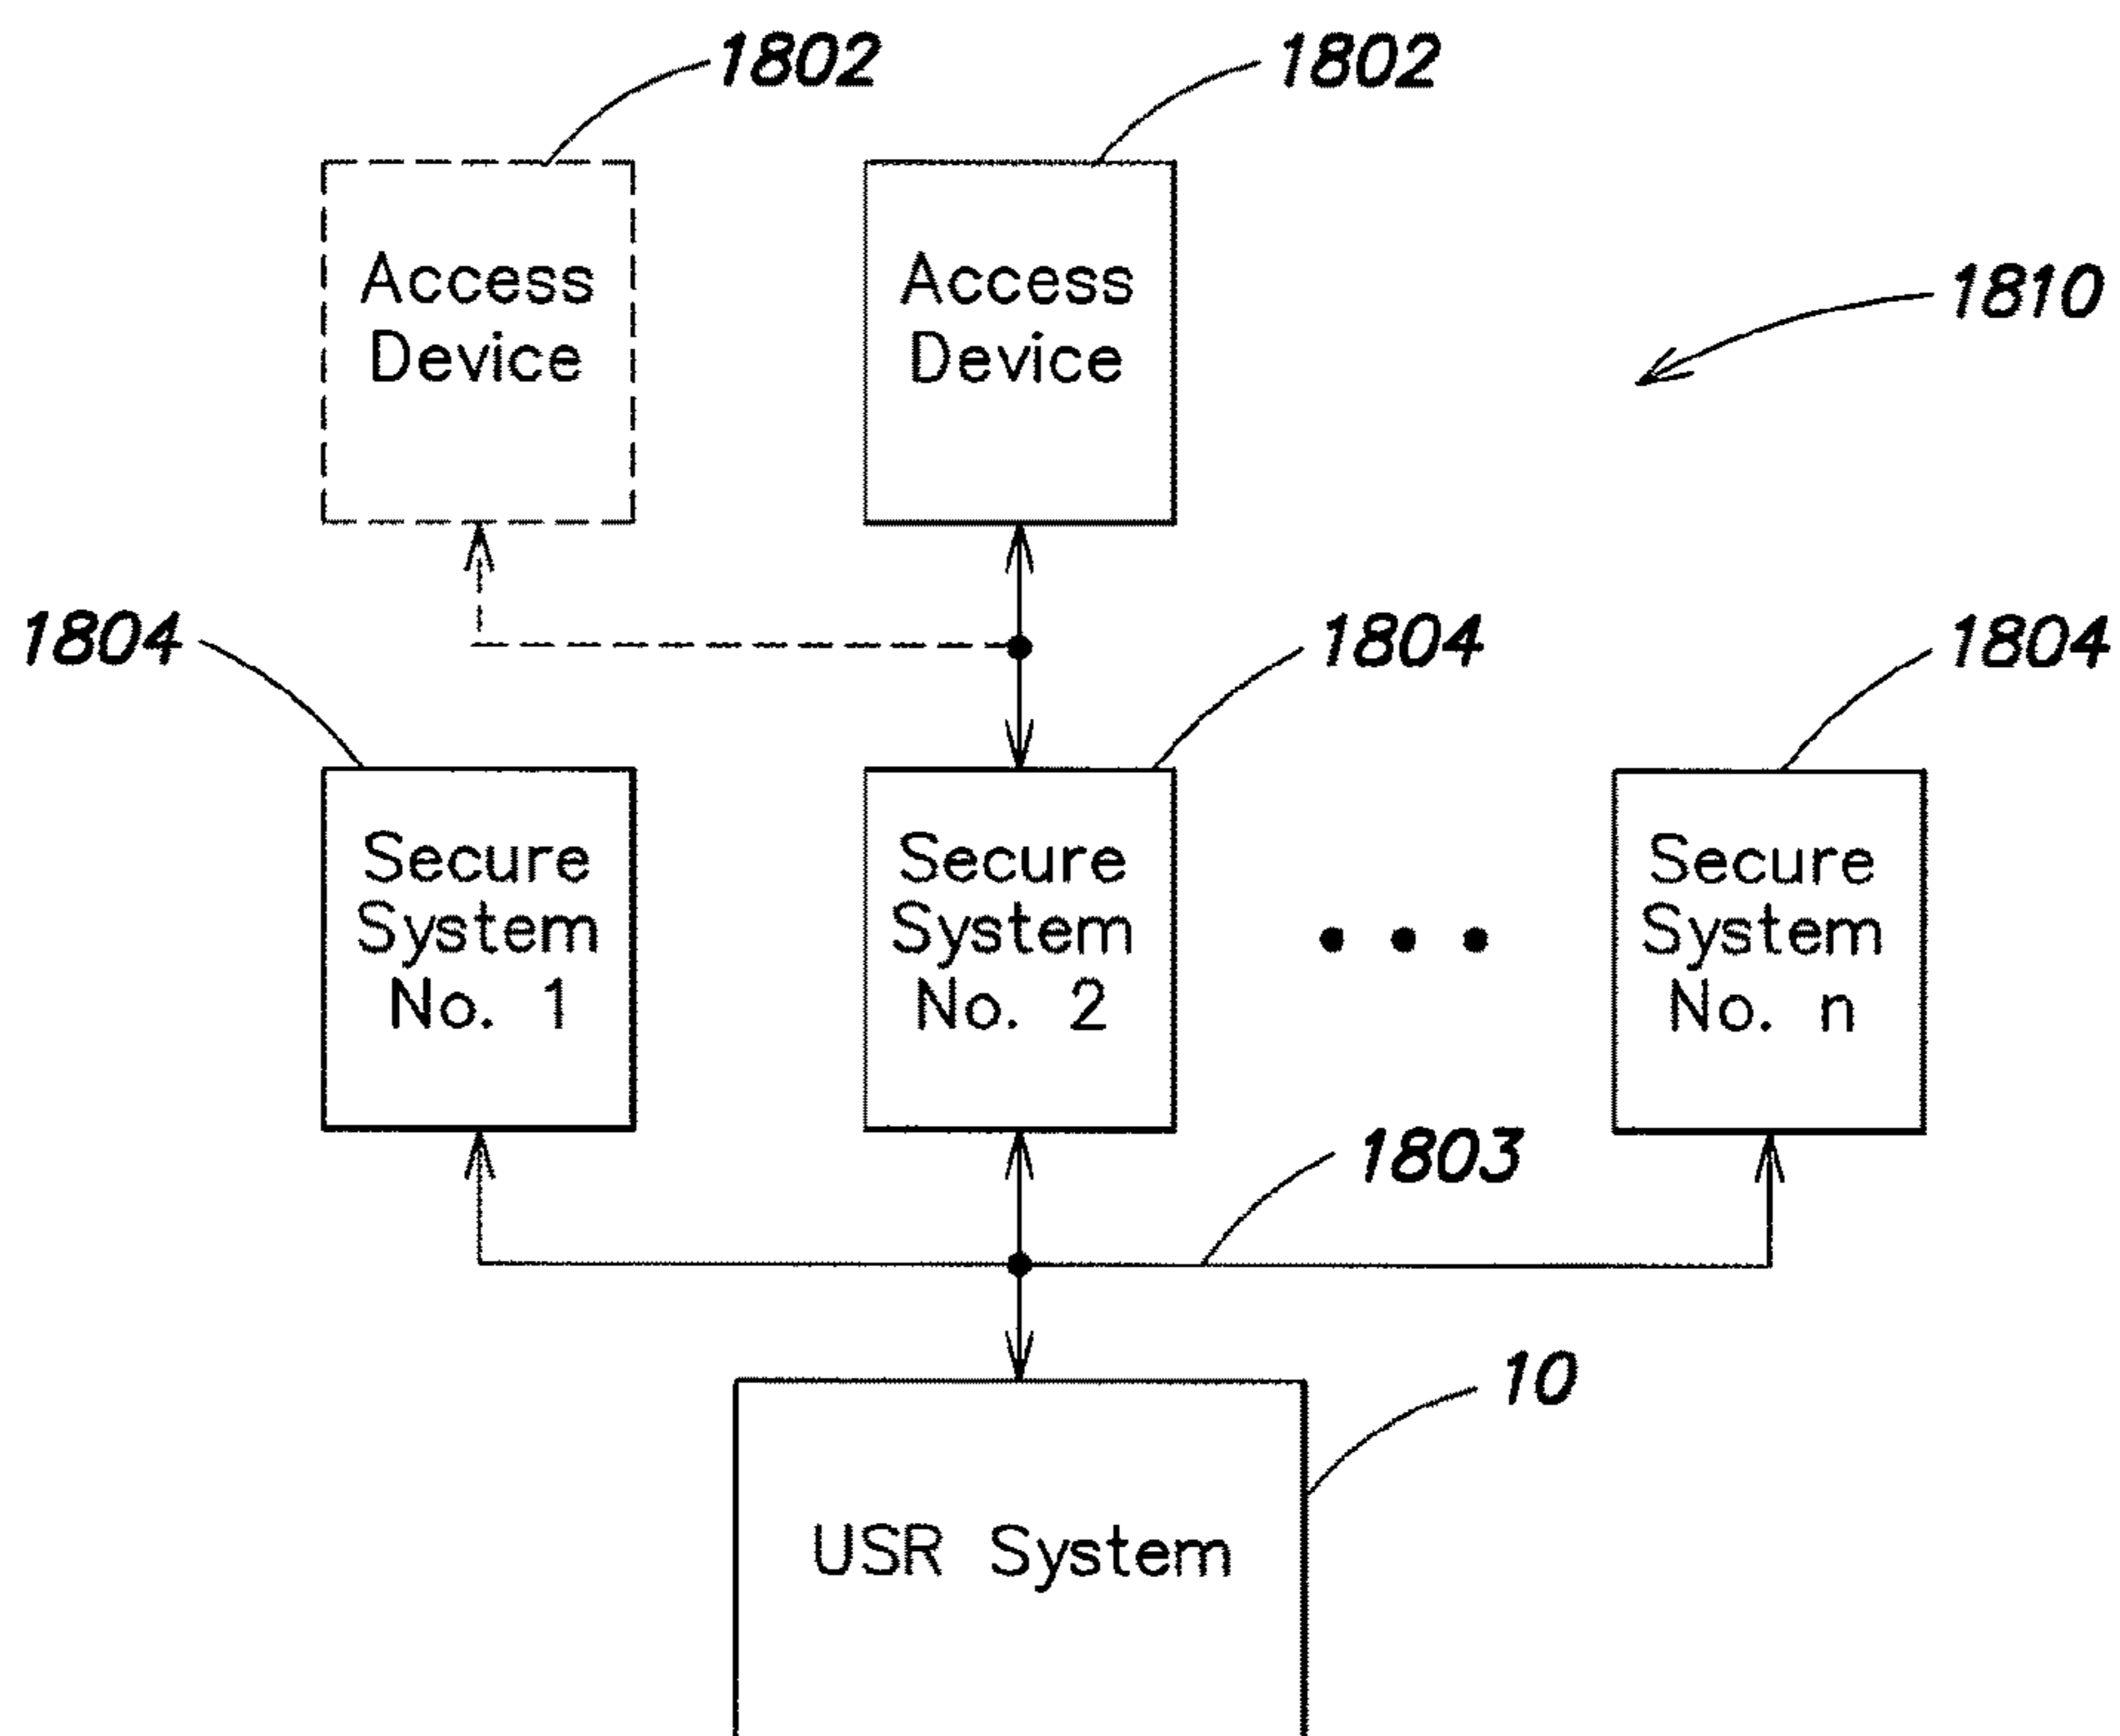 1802
1802
Access
Device
Access
Device
1810
1804
1804
1804
Secure
System
No. 1
Secure
System
No. 2
Secure
System
No. n
1803
10
USR System